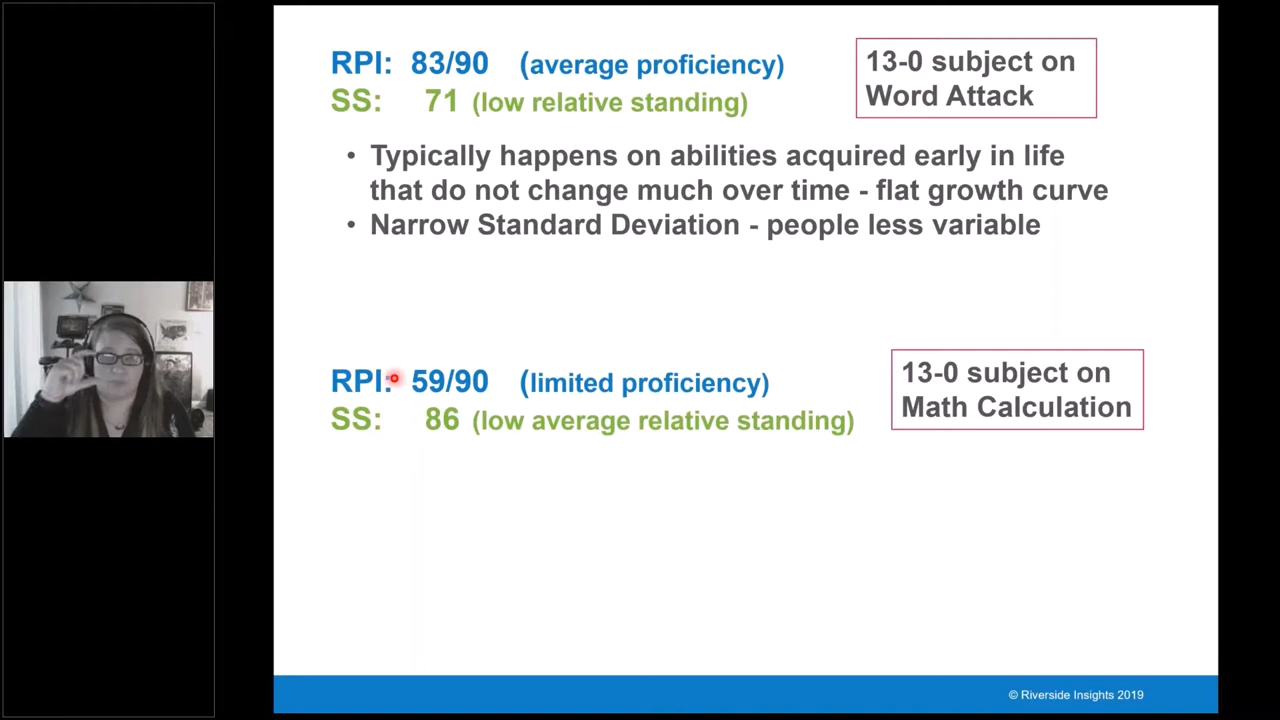 RPI: 83/90 (average proficiency)
SS: 71 (low relative standing)
13-0 subject on
Word Attack
• Typically happens on abilities acquired early in life
that do not change much over time - flat growth curve
• Narrow Standard Deviation - people less variable
RPI: 59/90 (limited proficiency)
SS: 86 (low average relative standing)
13-0 subject on
Math Calculation
© Riverside Insights 2019